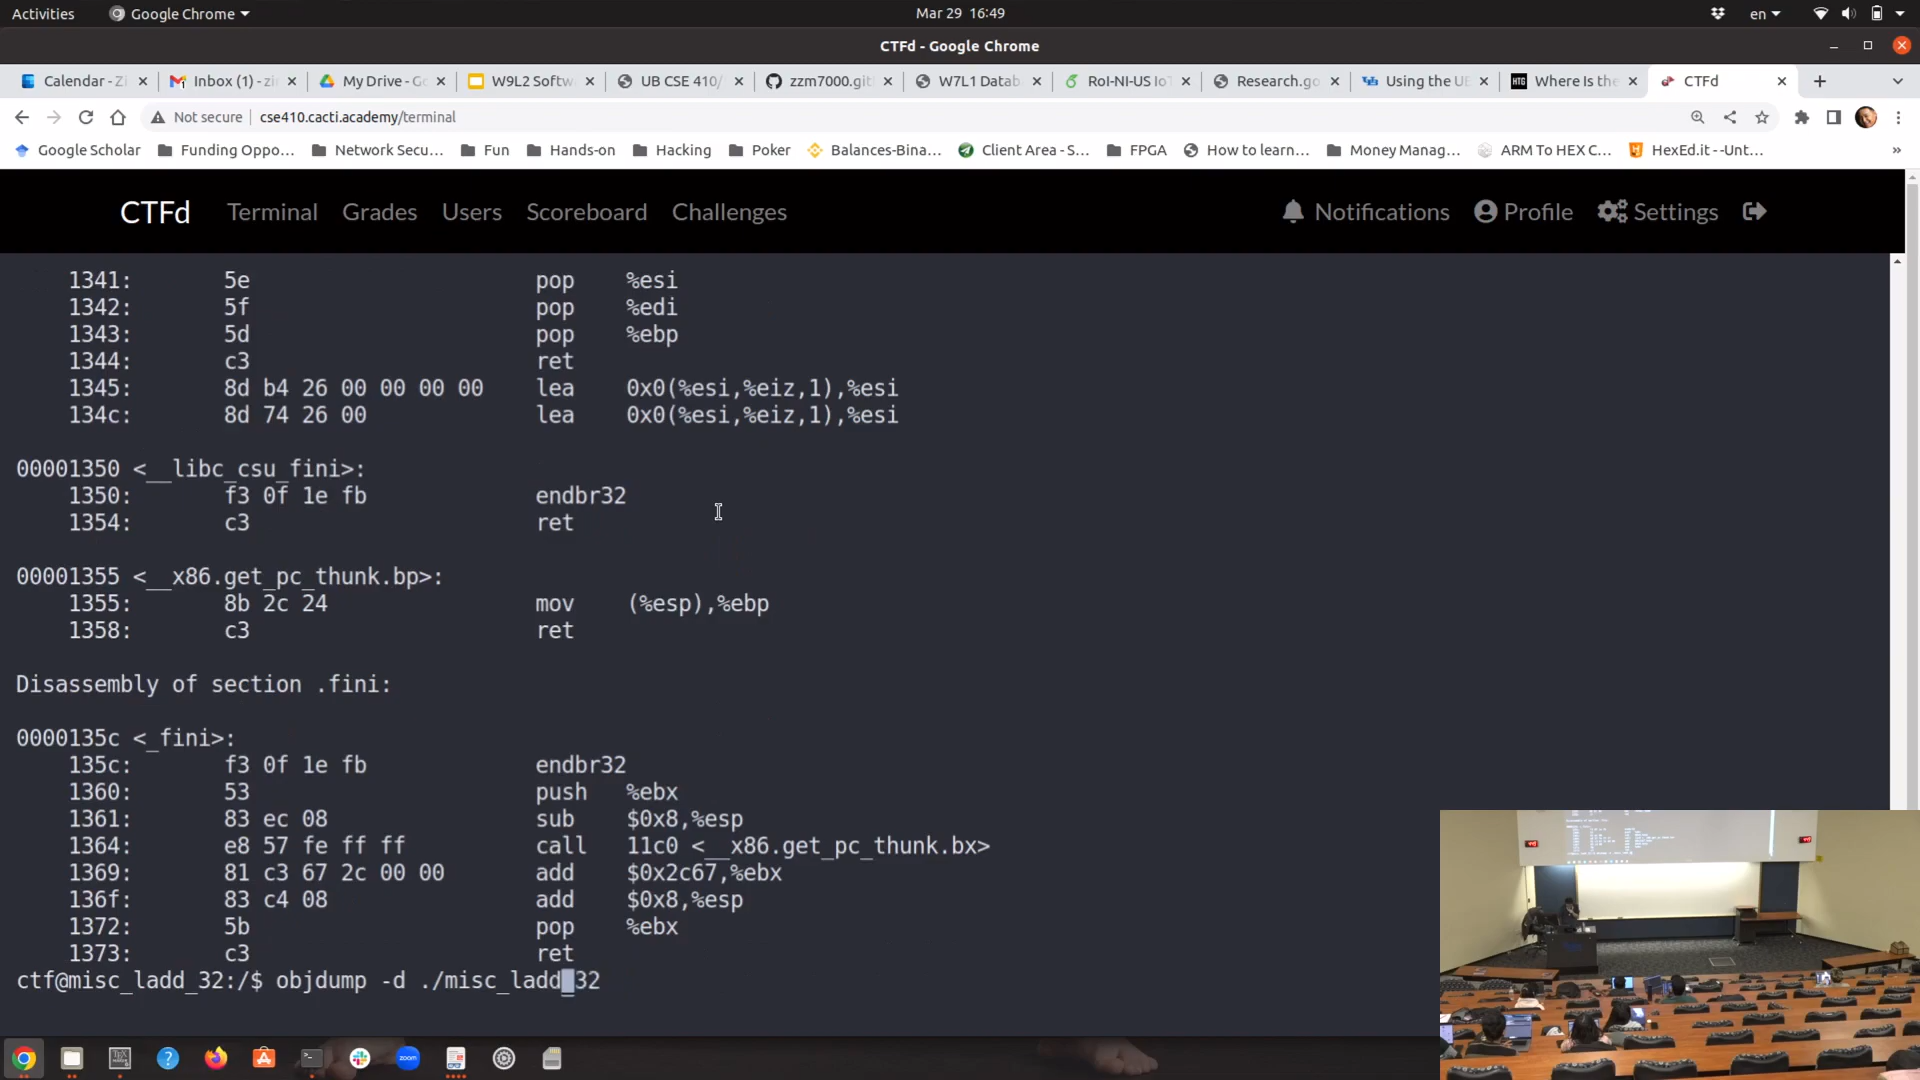 Activities
Google Chrome
Mar 29 16:49
en
CTFd - Google Chrome
Calendar - Zi
Inbox (1) - zir
My Drive - Go
W9L2 Softw
UB CSE 410/
zzm7000.git
W7L1 Datab
RoI-NI-US IoT
Research.go
Using the UB
Where Is the
CTFd
Not secure
cse410.cacti.academy/terminal
Google Scholar
Funding Oppo...
Network Secu...
Fun
Hands-on
Hacking
Poker
Balances-Bina...
Client Area - S...
FPGA
How to learn...
Money Manag...
ARM To HEX C...
HexEd.it --Unt...
»
CTFd Terminal Grades Users Scoreboard Challenges
Notifications Profile Settings
1341: 5e pop %esi
1342: 5f pop %edi
1343: 5d pop %ebp
1344: c3 ret
1345: 8d b4 26 00 00 00 00 lea 0x0(%esi,%eiz,1),%esi
134c: 8d 74 26 00 lea 0x0(%esi,%eiz,1),%esi
00001350 <__libc_csu_fini>:
1350: f3 0f 1e fb endbr32
1354: c3 ret
00001355 <__x86.get_pc_thunk.bp>:
1355: 8b 2c 24 mov (%esp),%ebp
1358: c3 ret
Disassembly of section .fini:
0000135c <_fini>:
135c: f3 0f 1e fb endbr32
1360: 53 push %ebx
1361: 83 ec 08 sub $0x8,%esp
1364: e8 57 fe ff ff call 11c0 <__x86.get_pc_thunk.bx>
1369: 81 c3 67 2c 00 00 add $0x2c67,%ebx
136f: 83 c4 08 add $0x8,%esp
1372: 5b pop %ebx
1373: c3 ret
ctf@misc_ladd_32:/$ objdump -d ./misc_ladd_32
zoom